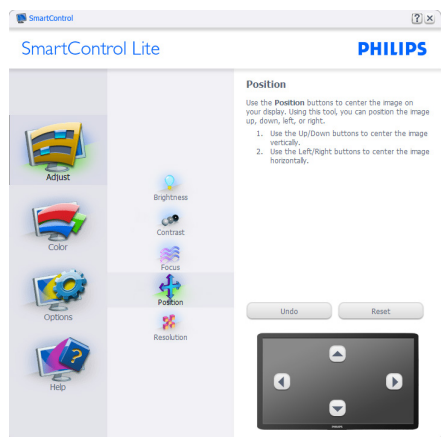 SmartControl
SmartControl Lite
PHILIPS
Adjust
Color
Options
Help
Brightness
Contrast
Focus
Position
Resolution
Position
Use the Position buttons to center the image on
your display. Using this tool, you can position the image
up, down, left, or right.
1. Use the Up/Down buttons to center the image
vertically.
2. Use the Left/Right buttons to center the image
horizontally.
Undo
Reset
PHILIPS